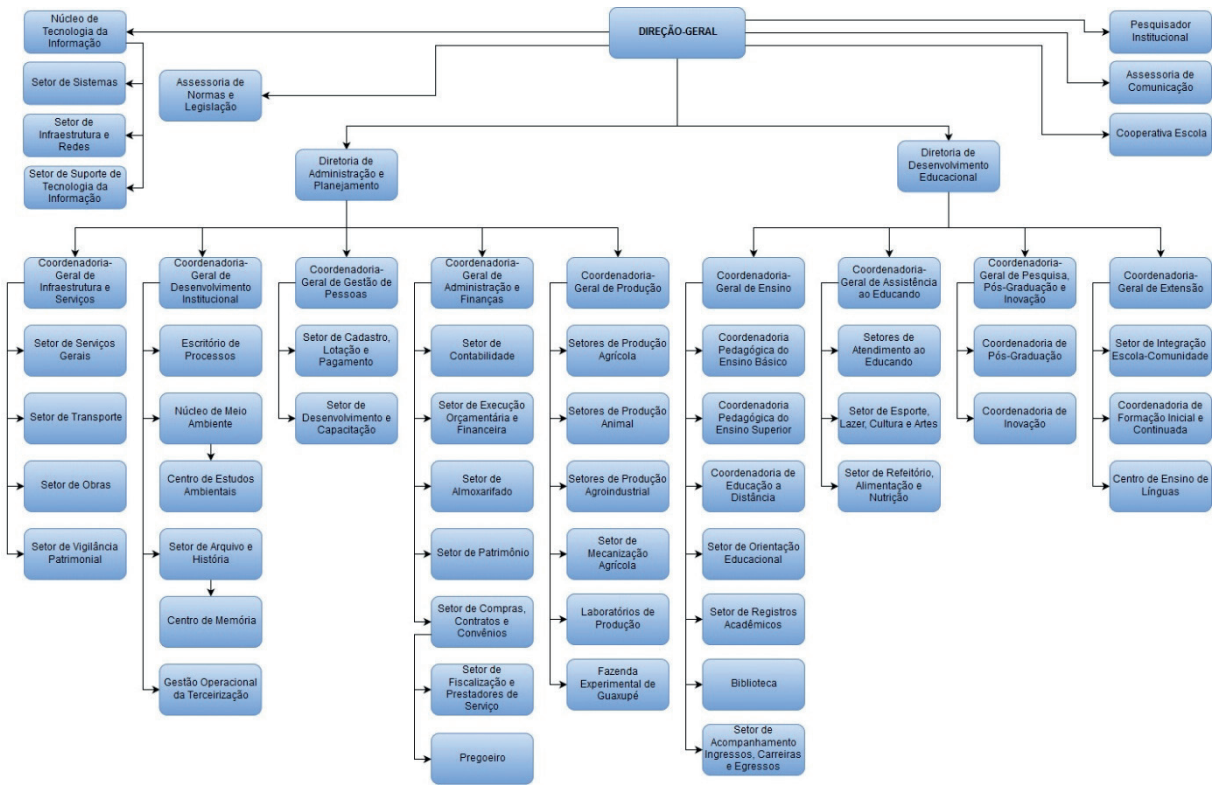 Núcleo de
Tecnologia da
Informação
DIREÇÃO-GERAL
Pesquisador
Institucional
Setor de Sistemas
Assessoria de
Normas e
Legislação
Assessoria de
Comunicação
Setor de
Infraestrutura e
Redes
Cooperativa Escola
Setor de Suporte de
Tecnologia da
Informação
Diretoria de
Administração e
Planejamento
Diretoria de
Desenvolvimento
Educacional
Coordenadoria-
Geral de
Infraestrutura e
Serviços
Setor de Serviços
Gerais
Setor de Transporte
Setor de Obras
Setor de Vigilância
Patrimonial
Coordenadoria-
Geral de
Desenvolvimento
Institucional
Escritório de
Processos
Núcleo de Meio
Ambiente
Centro de Estudos
Ambientais
Setor de Arquivo e
História
Centro de Memória
Gestão Operacional
da Terceirização
Coordenadoria-
Geral de Gestão de
Pessoas
Setor de Cadastro,
Lotação e
Pagamento
Setor de
Desenvolvimento e
Capacitação
Coordenadoria-
Geral de
Administração e
Finanças
Setor de
Contabilidade
Setor de Execução
Orçamentária e
Financeira
Setor de
Almoxarifado
Setor de Patrimônio
Setor de Compras,
Contratos e
Convênios
Setor de
Fiscalização e
Prestadores de
Serviço
Pregoeiro
Coordenadoria-
Geral de Produção
Setores de Produção
Agrícola
Setores de Produção
Animal
Setores de Produção
Agroindustrial
Setor de
Mecanização
Agrícola
Laboratórios de
Produção
Fazenda
Experimental de
Guaxupé
Coordenadoria-
Geral de Ensino
Coordenadoria
Pedagógica do
Ensino Básico
Coordenadoria
Pedagógica do
Ensino Superior
Coordenadoria de
Educação a
Distância
Setor de Orientação
Educacional
Setor de Registros
Acadêmicos
Biblioteca
Setor de
Acompanhamento
Ingressos, Carreiras
e Egressos
Coordenadoria-
Geral de Assistência
ao Educando
Setores de
Atendimento ao
Educando
Setor de Esporte,
Lazer, Cultura e Artes
Setor de Refeitório,
Alimentação e
Nutrição
Coordenadoria-
Geral de Pesquisa,
Pós-Graduação e
Inovação
Coordenadoria de
Pós-Graduação
Coordenadoria de
Inovação
Coordenadoria-
Geral de Extensão
Setor de Integração
Escola-Comunidade
Coordenadoria de
Formação Inicial e
Continuada
Centro de Ensino de
Línguas